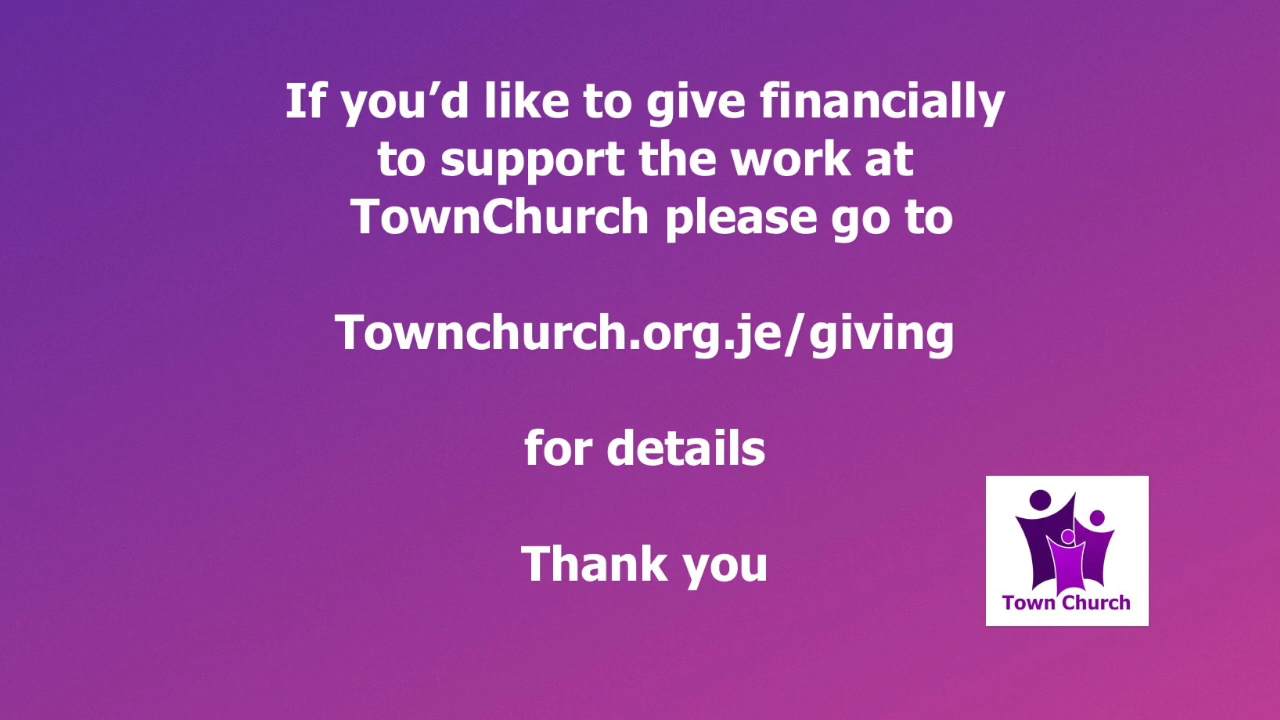 If you’d like to give financially
to support the work at
TownChurch please go to
Townchurch.org.je/giving
for details
Thank you
Town Church